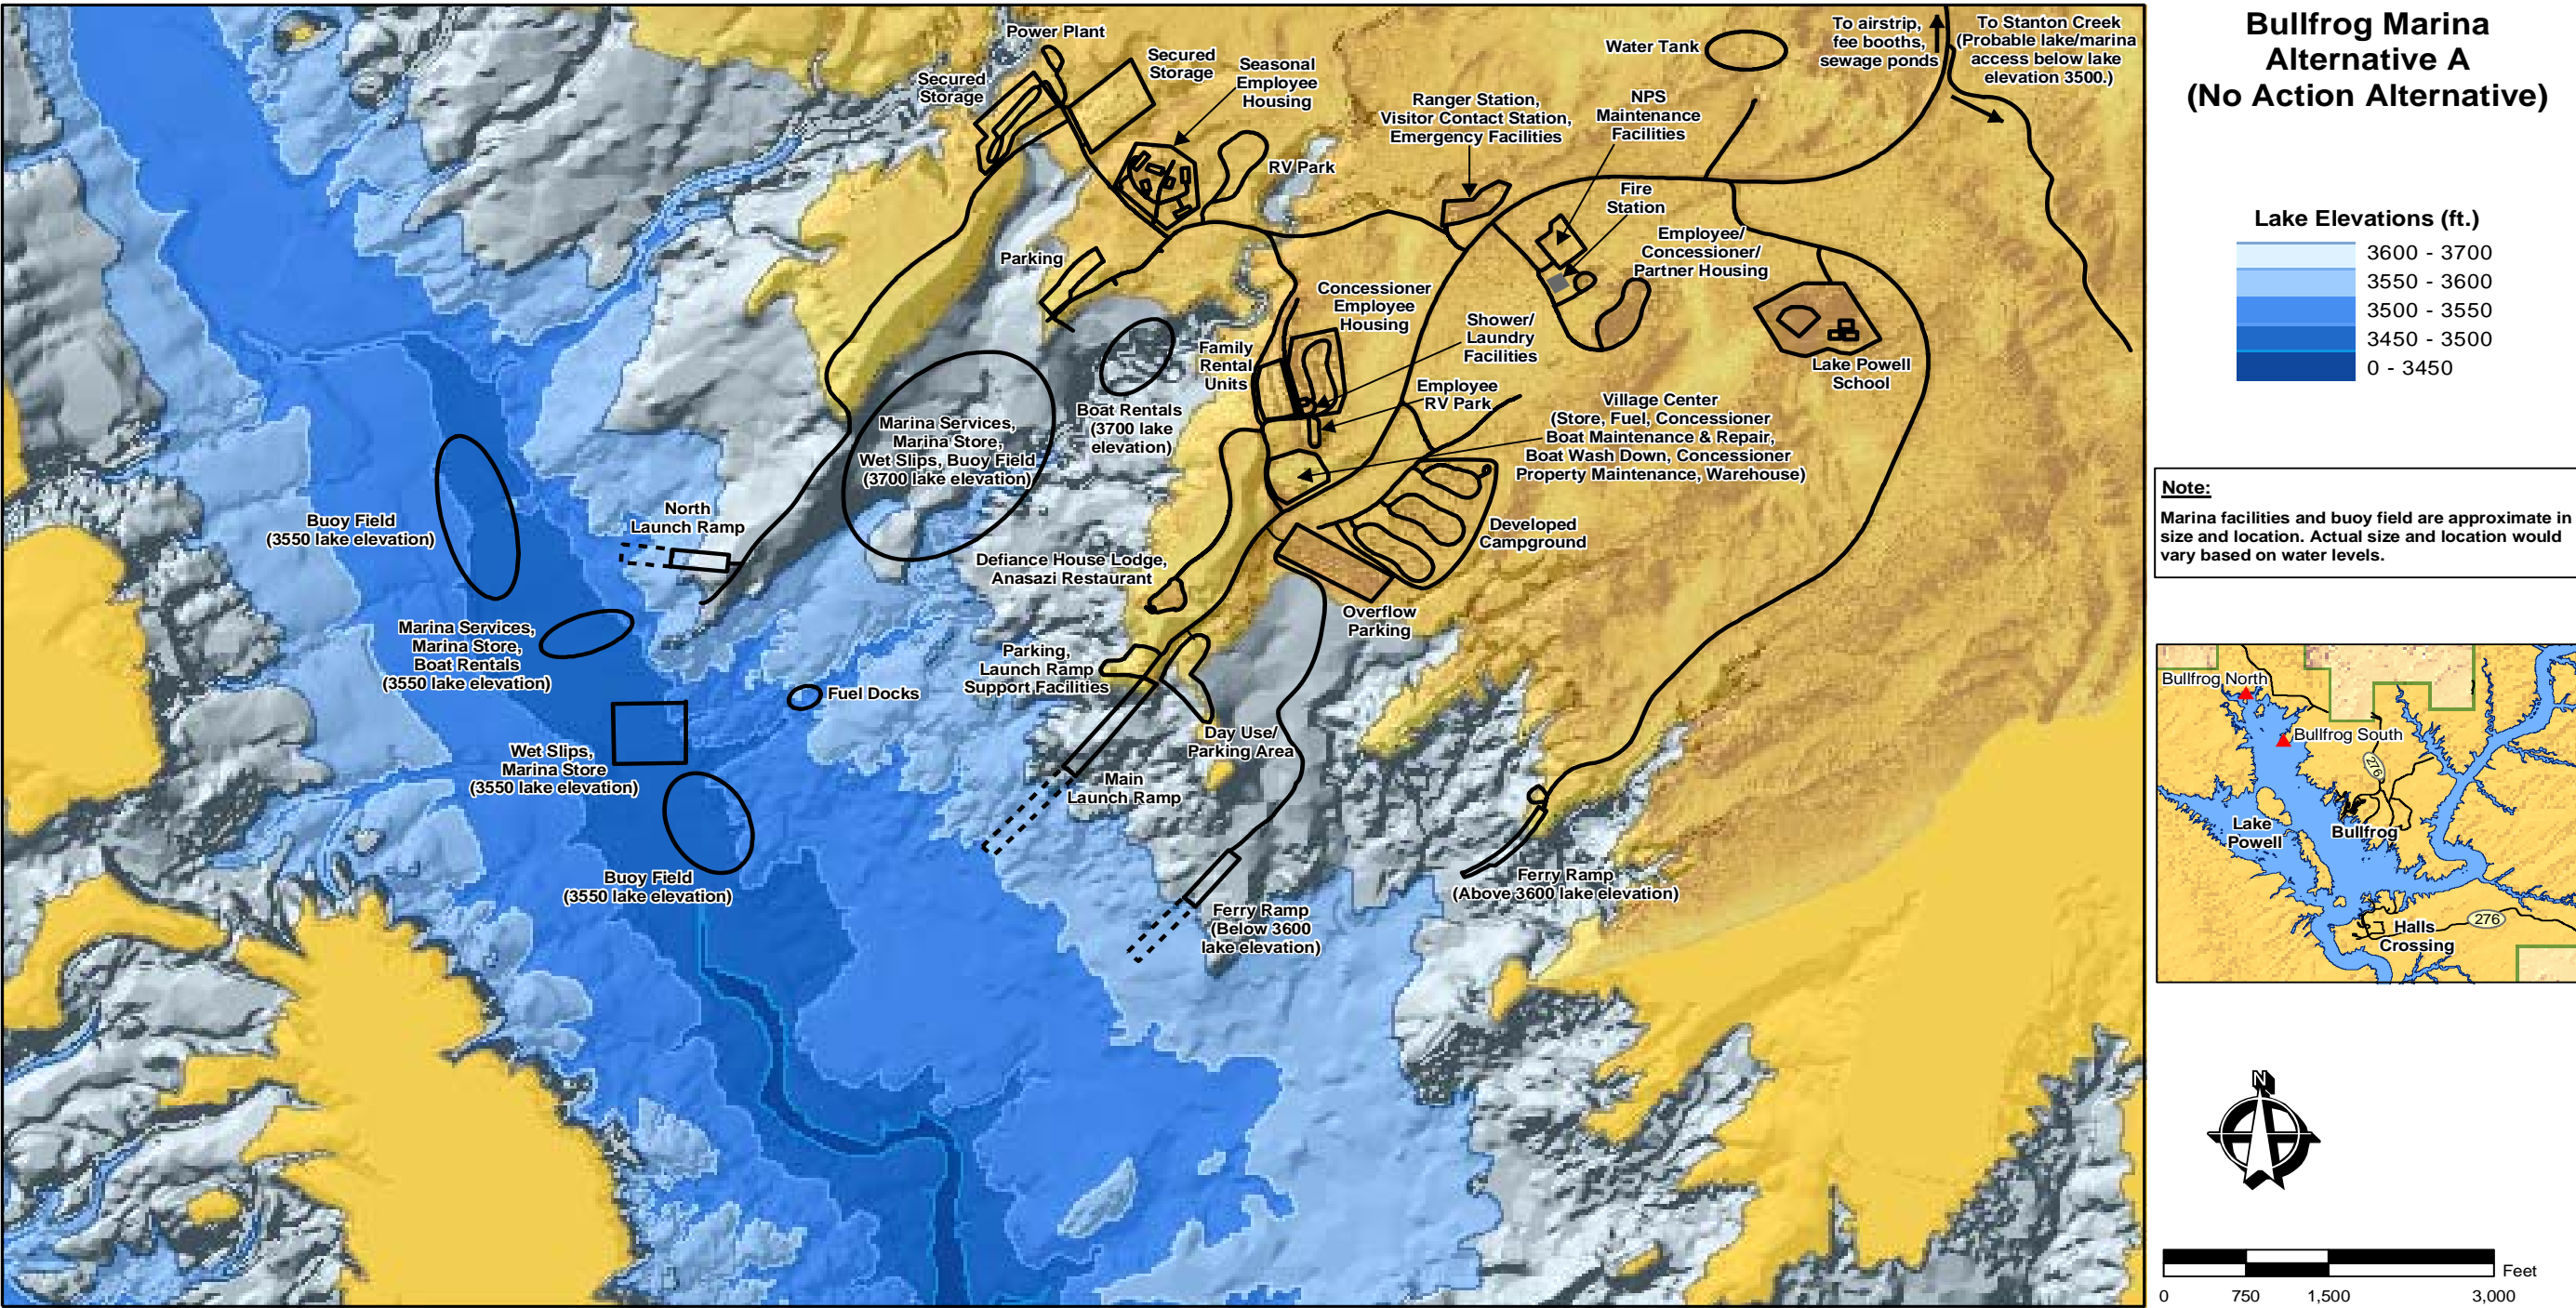 Bullfrog Marina
Alternative A
(No Action Alternative)
Lake Elevations (ft.)
3600 - 3700
3550 - 3600
3500 - 3550
3450 - 3500
0 - 3450
Note:
Marina facilities and buoy field are approximate in
size and location. Actual size and location would
vary based on water levels.
Bullfrog North
Bullfrog South
276
Lake
Powell
Bullfrog
Halls
Crossing
276
N
Feet
0
750
1,500
3,000
Power Plant
Secured
Storage
Secured
Storage
Seasonal
Employee
Housing
RV Park
Water Tank
To airstrip,
fee booths,
sewage ponds
To Stanton Creek
(Probable lake/marina
access below lake
elevation 3500.)
Ranger Station,
Visitor Contact Station,
Emergency Facilities
NPS
Maintenance
Facilities
Fire
Station
Employee/
Concessioner/
Partner Housing
Parking
Concessioner
Employee
Housing
Shower/
Laundry
Facilities
Family
Rental
Units
Employee
RV Park
Lake Powell
School
Village Center
(Store, Fuel, Concessioner
Boat Maintenance & Repair,
Boat Wash Down, Concessioner
Property Maintenance, Warehouse)
Boat Rentals
(3700 lake
elevation)
Marina Services,
Marina Store,
Wet Slips, Buoy Field
(3700 lake elevation)
North
Launch Ramp
Buoy Field
(3550 lake elevation)
Developed
Campground
Defiance House Lodge,
Anasazi Restaurant
Overflow
Parking
Marina Services,
Marina Store,
Boat Rentals
(3550 lake elevation)
Parking,
Launch Ramp
Support Facilities
Fuel Docks
Day Use/
Parking Area
Wet Slips,
Marina Store
(3550 lake elevation)
Main
Launch Ramp
Buoy Field
(3550 lake elevation)
Ferry Ramp
(Above 3600 lake elevation)
Ferry Ramp
(Below 3600
lake elevation)